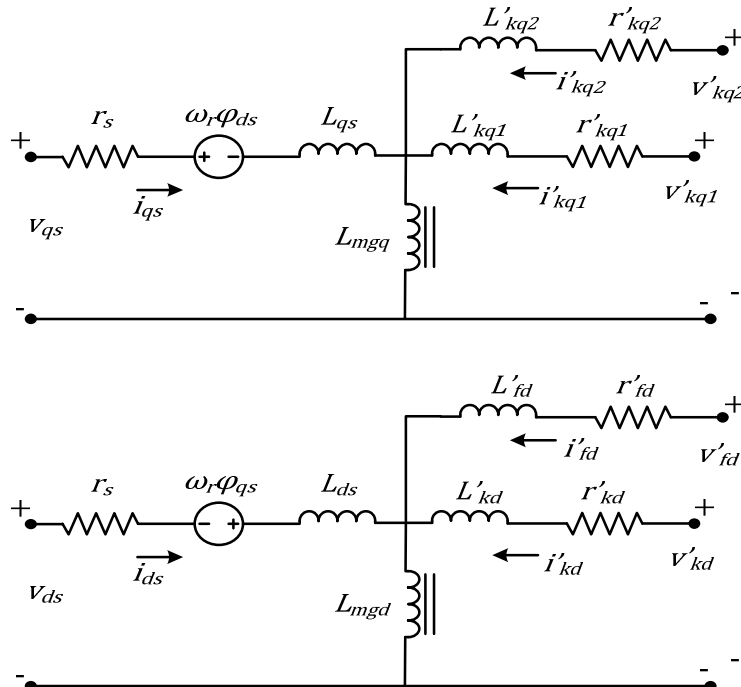 L'kq2 r'kq2
+
i'kq2 v'kq2
rs ωrφds Lqs L'kq1 r'kq1
+ + - +
iqs i'kq1 v'kq1
vqs Lmgq
- - -
L'fd r'fd
+
i'fd v'fd
rs ωrφqs Lds L'kd r'kd
+ - + +
ids i'kd v'kd
vds Lmgd
- - -